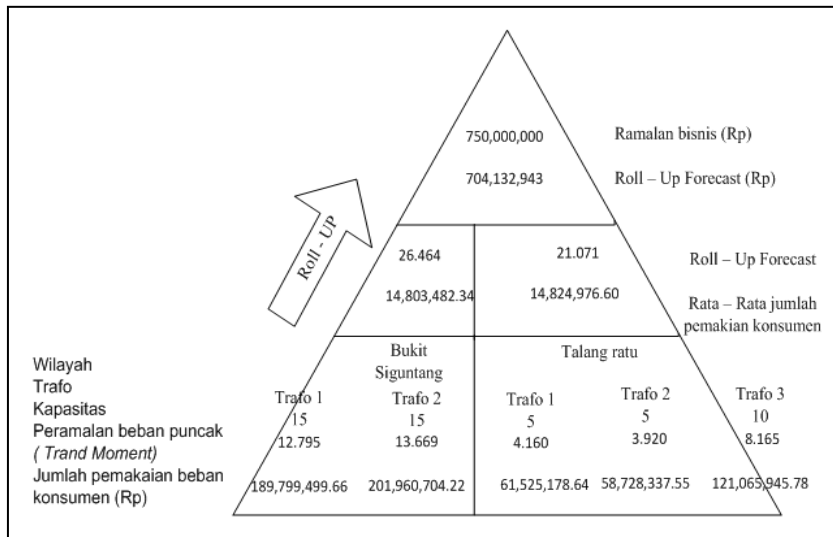 750,000,000
Ramalan bisnis (Rp)
704,132,943
Roll – Up Forecast (Rp)
Roll - UP
26.464
21.071
Roll – Up Forecast
14,803,482.34
14,824,976.60
Rata – Rata jumlah
pemakian konsumen
Wilayah
Bukit
Siguntang
Talang ratu
Trafo
Trafo 1
Trafo 2
Trafo 1
Trafo 2
Trafo 3
Kapasitas
15
15
5
5
10
Peramalan beban puncak
( Trand Moment)
12.795
13.669
4.160
3.920
8.165
Jumlah pemakaian beban
konsumen (Rp)
189,799,499.66
201,960,704.22
61,525,178.64
58,728,337.55
121,065,945.78